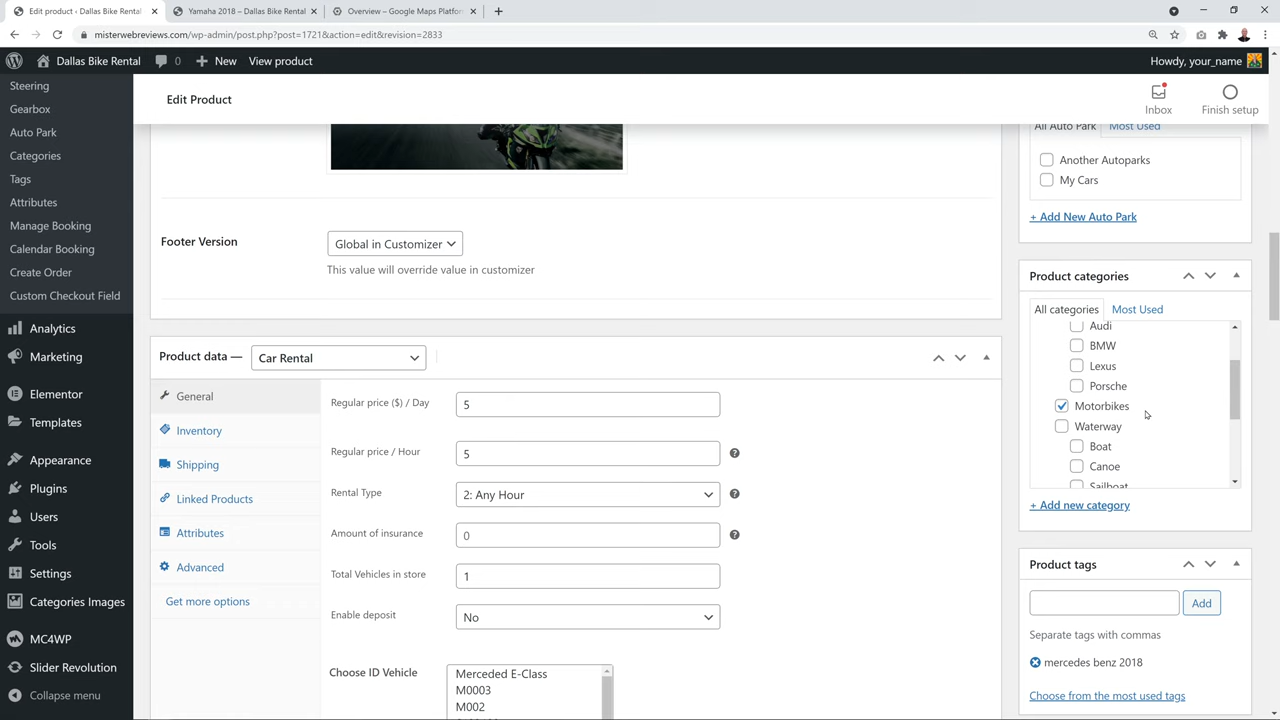 Edit product ‹ Dallas Bike Rental
Yamaha 2018 – Dallas Bike Rental
Overview – Google Maps Platfor
misterwebreviews.com/wp-admin/post.php?post=1721&action=edit&revision=2833
Dallas Bike Rental
0
New
View product
Howdy, your_name
Steering
Gearbox
Auto Park
Categories
Tags
Attributes
Manage Booking
Calendar Booking
Create Order
Custom Checkout Field
Analytics
Marketing
Elementor
Templates
Appearance
Plugins
Users
Tools
Settings
Categories Images
MC4WP
Slider Revolution
Collapse menu
Edit Product
Inbox
Finish setup
Footer Version
Global in Customizer
This value will override value in customizer
Product data —
Car Rental
General
Inventory
Shipping
Linked Products
Attributes
Advanced
Get more options
Regular price ($) / Day
5
Regular price / Hour
5
Rental Type
2: Any Hour
Amount of insurance
0
Total Vehicles in store
1
Enable deposit
No
Choose ID Vehicle
Merceded E-Class
M0003
M002
All Auto Park
Most Used
Another Autoparks
My Cars
+ Add New Auto Park
Product categories
All categories
Most Used
Audi
BMW
Lexus
Porsche
Motorbikes
Waterway
Boat
Canoe
Sailboat
+ Add new category
Product tags
Add
Separate tags with commas
mercedes benz 2018
Choose from the most used tags